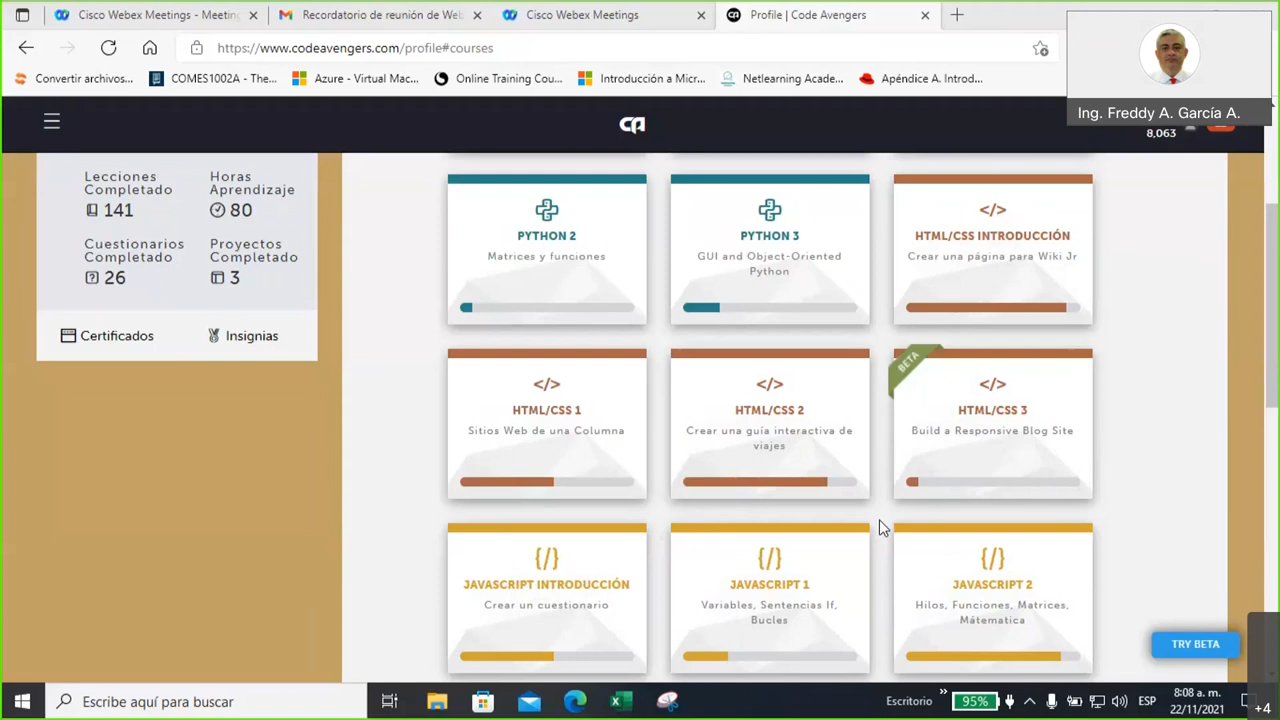 Cisco Webex Meetings - Meeting
Recordatorio de reunión de Web
Cisco Webex Meetings
Profile | Code Avengers
https://www.codeavengers.com/profile#courses
Convertir archivos...
COMES1002A - The...
Azure - Virtual Mac...
Online Training Cou...
Introducción a Micr...
Netlearning Acade...
Apéndice A. Introd...
Ing. Freddy A. García A.
8,063
Lecciones
Completado
141
Horas
Aprendizaje
80
Cuestionarios
Completado
26
Proyectos
Completado
3
Certificados
Insignias
PYTHON 2
Matrices y funciones
PYTHON 3
GUI and Object-Oriented
Python
</>
HTML/CSS INTRODUCCIÓN
Crear una página para Wiki Jr
</>
HTML/CSS 1
Sitios Web de una Columna
</>
HTML/CSS 2
Crear una guía interactiva de
viajes
BETA
</>
HTML/CSS 3
Build a Responsive Blog Site
{/}
JAVASCRIPT INTRODUCCIÓN
Crear un cuestionario
{/}
JAVASCRIPT 1
Variables, Sentencias If,
Bucles
{/}
JAVASCRIPT 2
Hilos, Funciones, Matrices,
Mátematica
TRY BETA
Escribe aquí para buscar
Escritorio
95%
ESP
8:08 a. m.
22/11/2021
+4